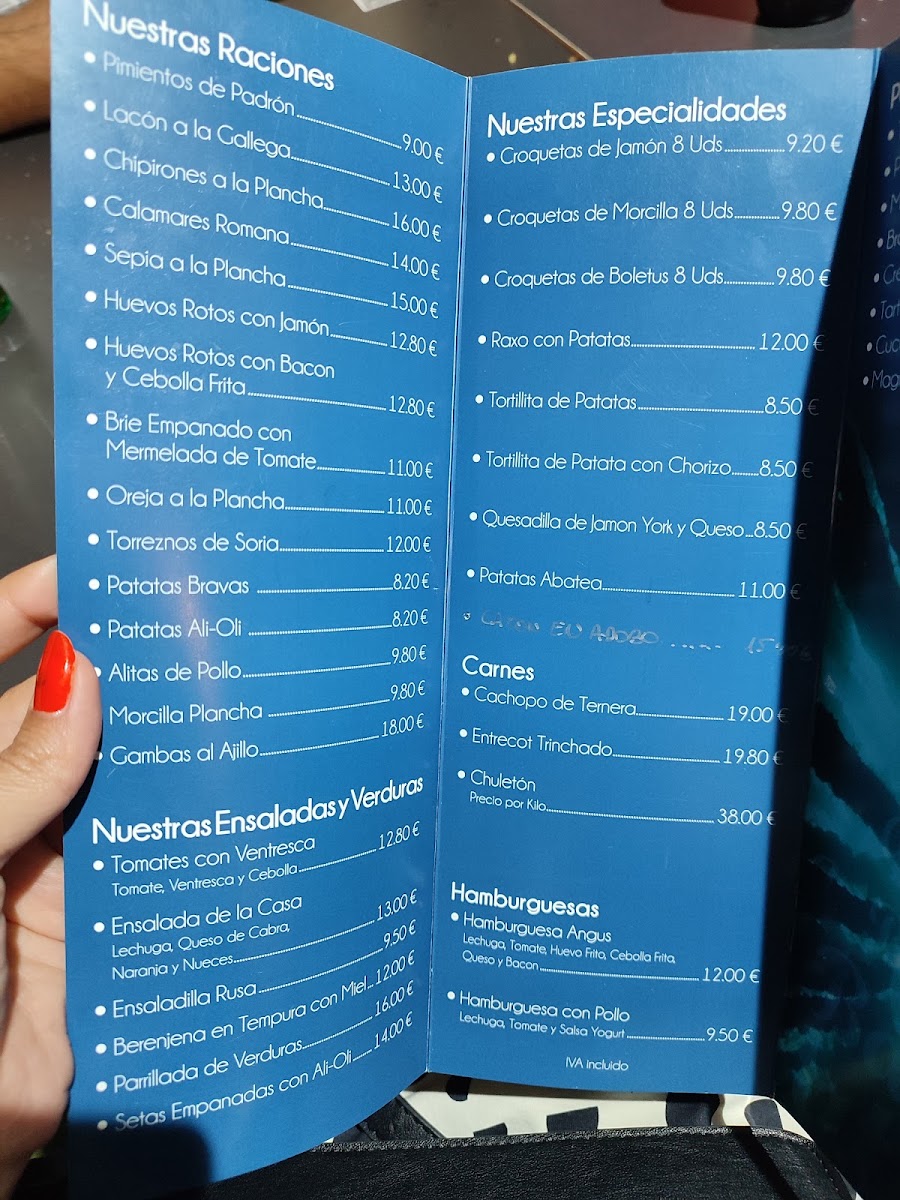 Nuestras Raciones
• Pimientos de Padrón 9.00 €
• Lacón a la Gallega 13.00 €
• Chipirones a la Plancha 16.00 €
• Calamares Romana 14.00 €
• Sepia a la Plancha 15.00 €
• Huevos Rotos con Jamón 12.80 €
• Huevos Rotos con Bacon
y Cebolla Frita 12.80 €
• Brie Empanado con
Mermelada de Tomate 11.00 €
• Oreja a la Plancha 11.00 €
• Torreznos de Soria 12.00 €
• Patatas Bravas 8.20 €
• Patatas Ali-Oli 8.20 €
• Alitas de Pollo 9.80 €
Morcilla Plancha 9.80 €
• Gambas al Ajillo 18.00 €
Nuestras Ensaladas y Verduras
• Tomates con Ventresca 12.80 €
Tomate, Ventresca y Cebolla
• Ensalada de la Casa
Lechuga, Queso de Cabra,
Naranja y Nueces 13.00 €
• Ensaladilla Rusa 9.50 €
• Berenjena en Tempura con Miel 12.00 €
• Parrillada de Verduras 16.00 €
• Setas Empanadas con Ali-Oli 14.00 €
Nuestras Especialidades
• Croquetas de Jamón 8 Uds 9.20 €
• Croquetas de Morcilla 8 Uds 9.80 €
• Croquetas de Boletus 8 Uds 9.80 €
• Raxo con Patatas 12.00 €
• Tortillita de Patatas 8.50 €
• Tortillita de Patata con Chorizo 8.50 €
• Quesadilla de Jamon York y Queso 8.50 €
• Patatas Abatea 11.00 €
EN ADOBO
Carnes
• Cachopo de Ternera 19.00 €
• Entrecot Trinchado 19.80 €
• Chuletón
Precio por Kilo 38.00 €
Hamburguesas
• Hamburguesa Angus
Lechuga, Tomate, Huevo Frito, Cebolla Frita,
Queso y Bacon 12.00 €
• Hamburguesa con Pollo
Lechuga, Tomate y Salsa Yogurt 9.50 €
IVA incluido